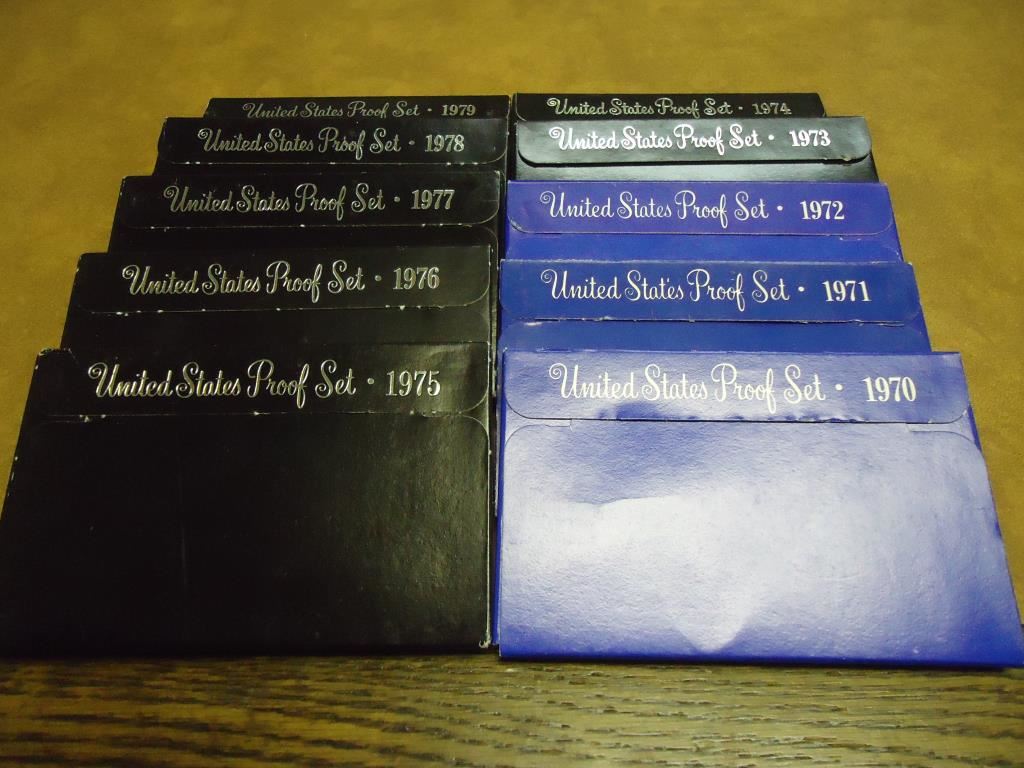 United States Proof Set · 1979
United States Proof Set · 1978
United States Proof Set · 1977
United States Proof Set · 1976
United States Proof Set · 1975
United States Proof Set · 1974
United States Proof Set · 1973
United States Proof Set · 1972
United States Proof Set · 1971
United States Proof Set · 1970